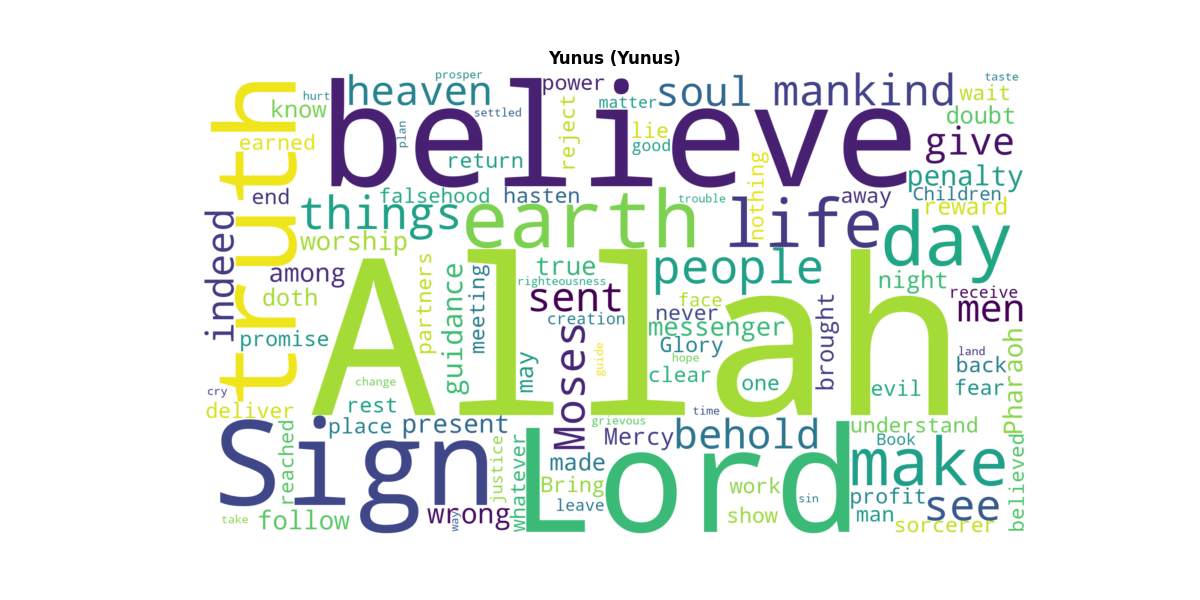 Yunus (Yunus)
prosper
taste
hurt
heaven
believe
power
matter
soul
mankind
wait
know
truth
plan
settled
reject
lie
good
doubt
earned
return
nothing
give
penalty
end
falsehood
hasten
trouble
away
Children
reward
things
earth
life
day
indeed
worship
among
partners
guidance
meeting
true
people
night
righteousness
doth
sent
face
never
receive
men
promise
creation
messenger
brought
Glory
Allah
Moses
guide
hope
land
back
may
clear
one
evil
fear
Pharaoh
change
cry
rest
deliver
time
place
present
grievous
Mercy
behold
understand
Book
Sign
reached
justice
whatever
made
Lord
make
believed
Bring
work
sin
profit
see
leave
take
follow
wrong
way
show
man
sorcerer